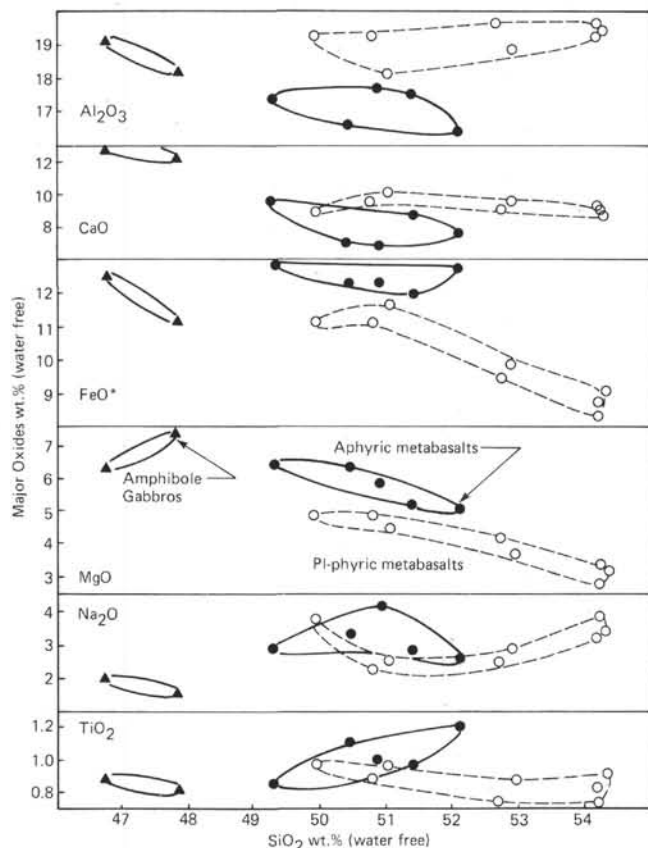 19
18
17
Al2O3
12
10
8
CaO
12
11
10
9
FeO*
7
6
5
4
3
MgO
Amphibole
Gabbros
Aphyric metabasalts
Pl-phyric metabasalts
Na2O
4
3
2
TiO2
1.2
1.0
0.8
47
48
49
50
51
52
53
54
SiO2 wt.% (water free)
Major Oxides wt.% (water free)